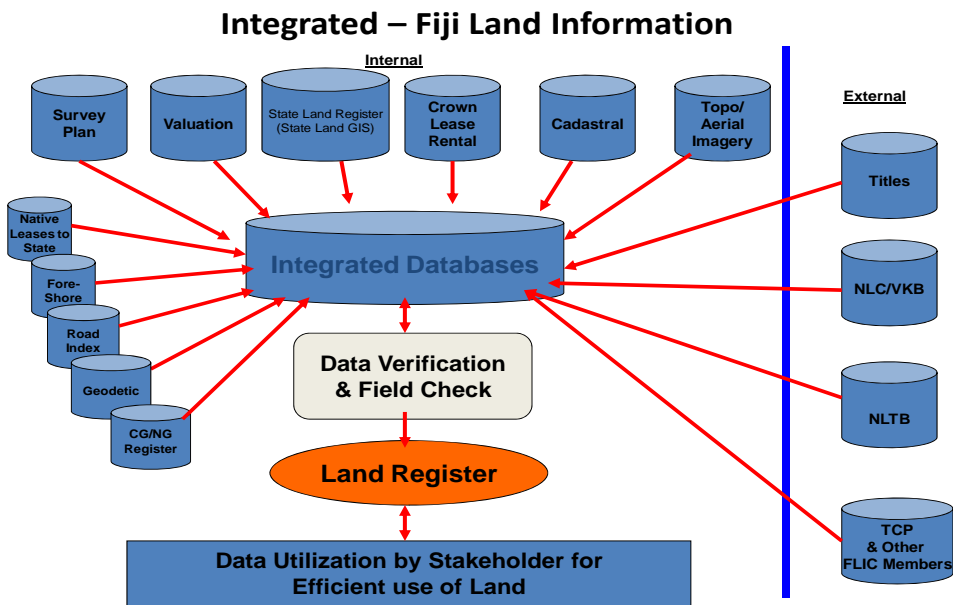 Integrated – Fiji Land Information
Internal
External
Survey
Plan
Valuation
State Land Register
(State Land GIS)
Crown
Lease
Rental
Cadastral
Topo/
Aerial
Imagery
Titles
Native
Leases to
State
Fore-
Shore
Road
Index
Geodetic
CG/NG
Register
Integrated Databases
NLC/VKB
Data Verification
& Field Check
NLTB
Land Register
TCP
& Other
FLIC Members
Data Utilization by Stakeholder for
Efficient use of Land